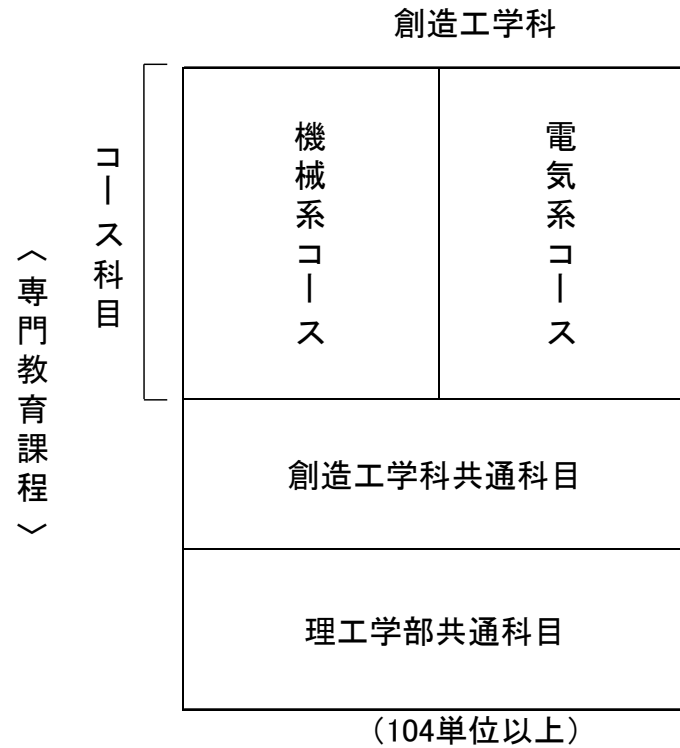 創造工学科
〈専門教育課程〉
コース科目
機械系コース
電気系コース
創造工学科共通科目
理工学部共通科目
（104単位以上）